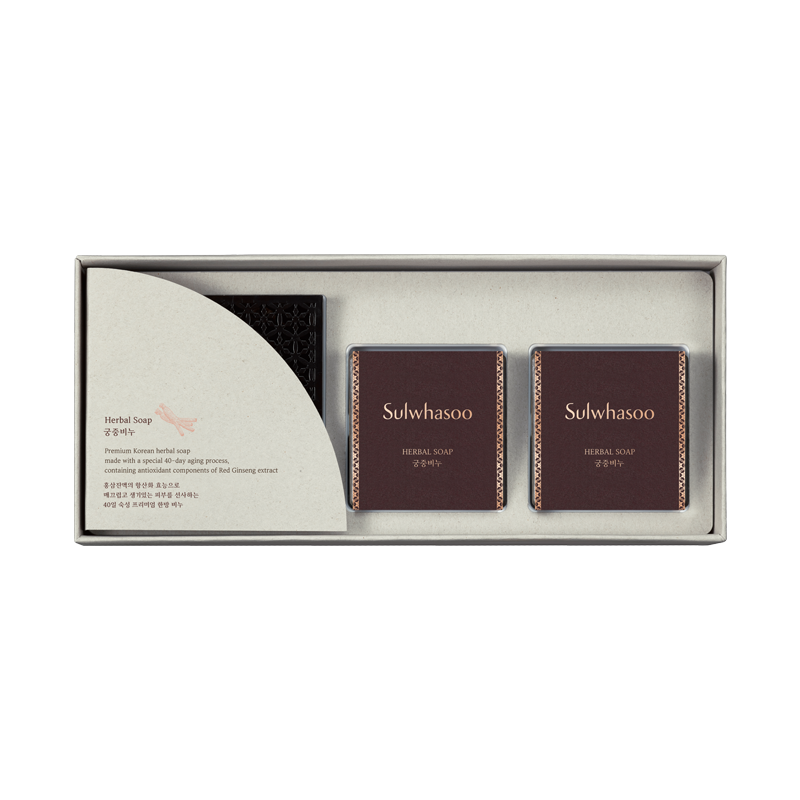 Herbal Soap
궁중비누
Premium Korean herbal soap
made with a special 40-day aging process,
containing antioxidant components of Red Ginseng extract
홍삼진액의 항산화 효능으로
매끄럽고 생기있는 피부를 선사하는
40일 숙성 프리미엄 한방 비누
Sulwhasoo
HERBAL SOAP
궁중비누
Sulwhasoo
HERBAL SOAP
궁중비누